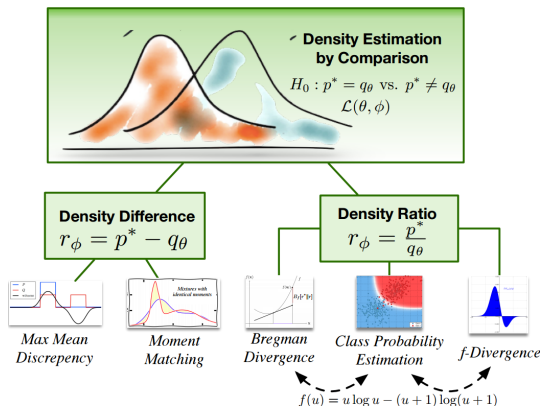 Density Estimation
by Comparison
H₀ : p* = q_θ vs. p* ≠ q_θ
ℒ(θ, ϕ)
Density Difference
r_ϕ = p* − q_θ
Density Ratio
r_ϕ = p*/q_θ
Mixtures with
identical moments
Max Mean
Discrepency
Moment
Matching
Bregman
Divergence
Class Probability
Estimation
f-Divergence
f(u) = u log u − (u + 1) log(u + 1)